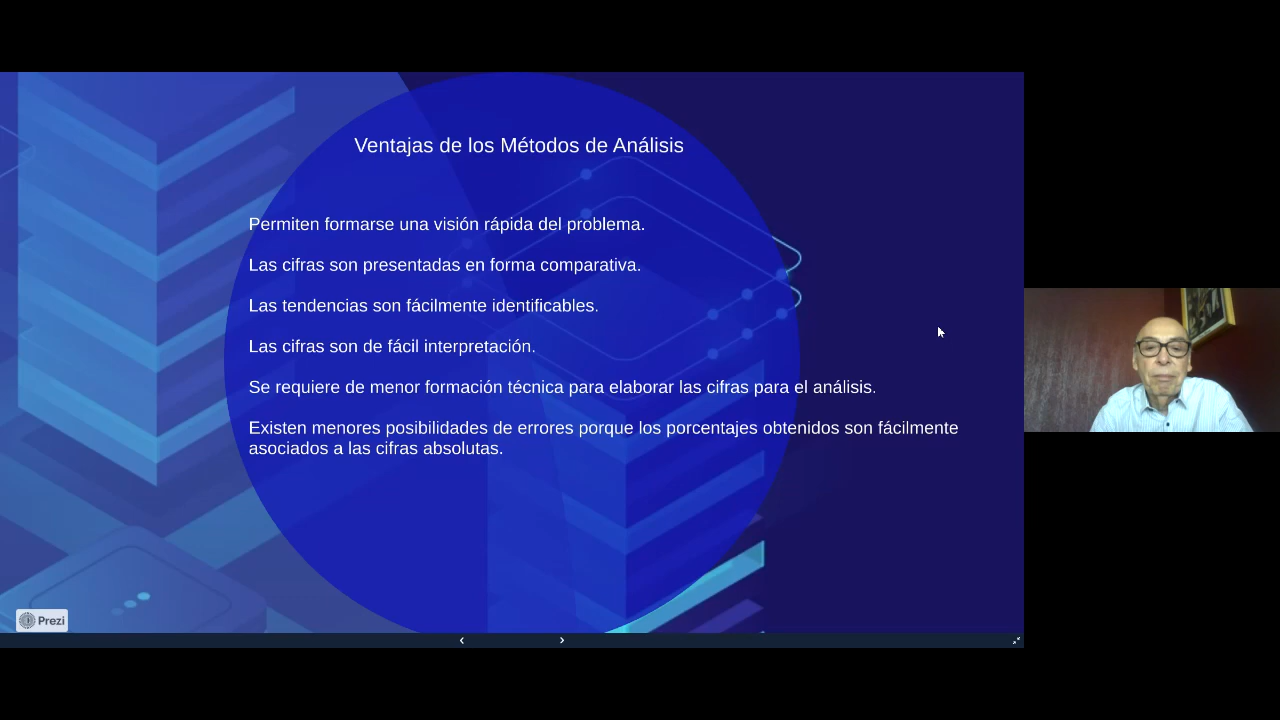 Ventajas de los Métodos de Análisis
Permiten formarse una visión rápida del problema.
Las cifras son presentadas en forma comparativa.
Las tendencias son fácilmente identificables.
Las cifras son de fácil interpretación.
Se requiere de menor formación técnica para elaborar las cifras para el análisis.
Existen menores posibilidades de errores porque los porcentajes obtenidos son fácilmente
asociados a las cifras absolutas.
Prezi